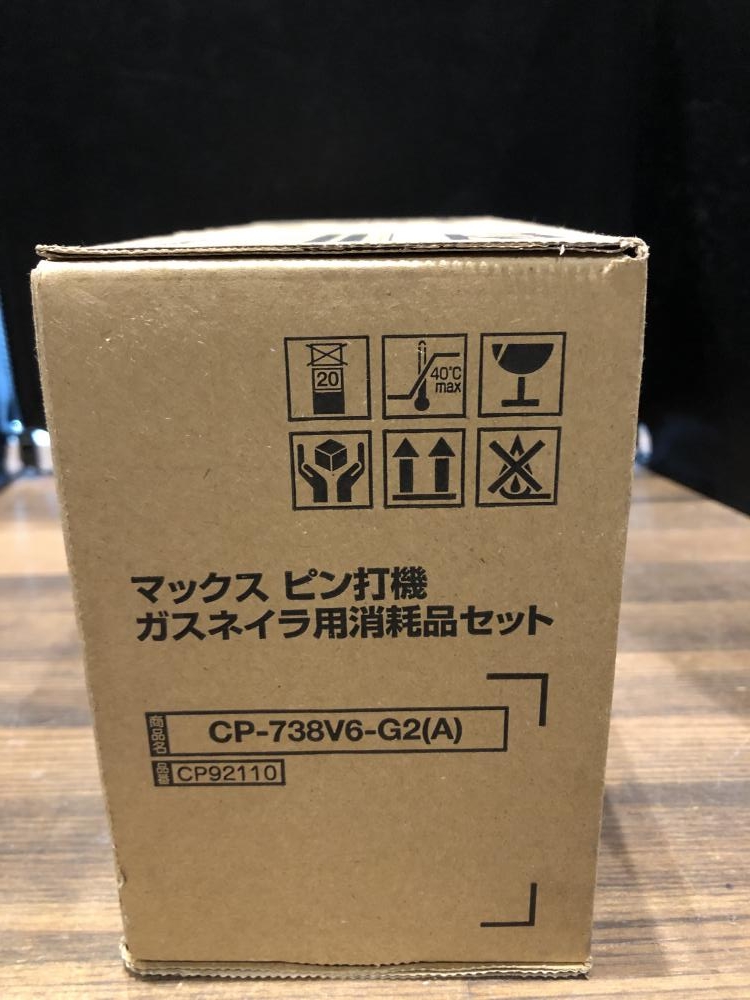 20
40°C
max
マックス ピン打機
ガスネイラ用消耗品セット
商品名 CP-738V6-G2(A)
品番 CP92110